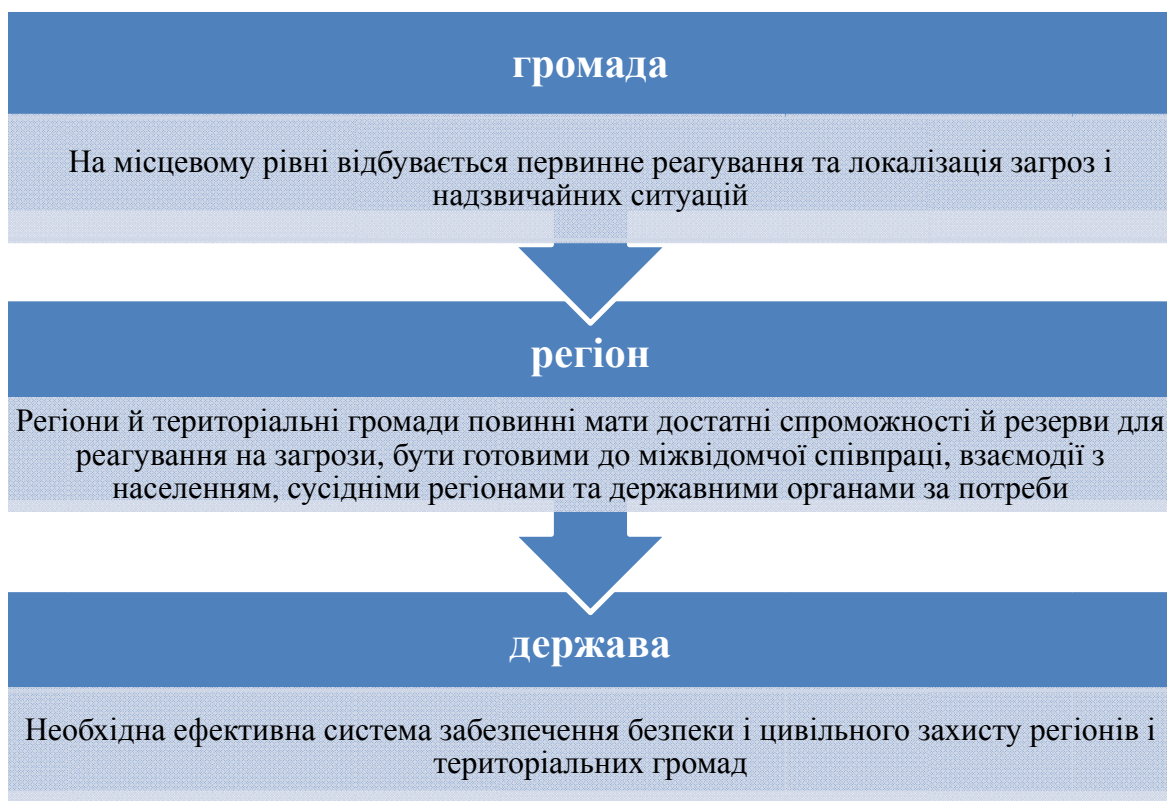 громада
На місцевому рівні відбувається первинне реагування та локалізація загроз і
надзвичайних ситуацій
регіон
Регіони й територіальні громади повинні мати достатні спроможності й резерви для
реагування на загрози, бути готовими до міжвідомчої співпраці, взаємодії з
населенням, сусідніми регіонами та державними органами за потреби
держава
Необхідна ефективна система забезпечення безпеки і цивільного захисту регіонів і
територіальних громад